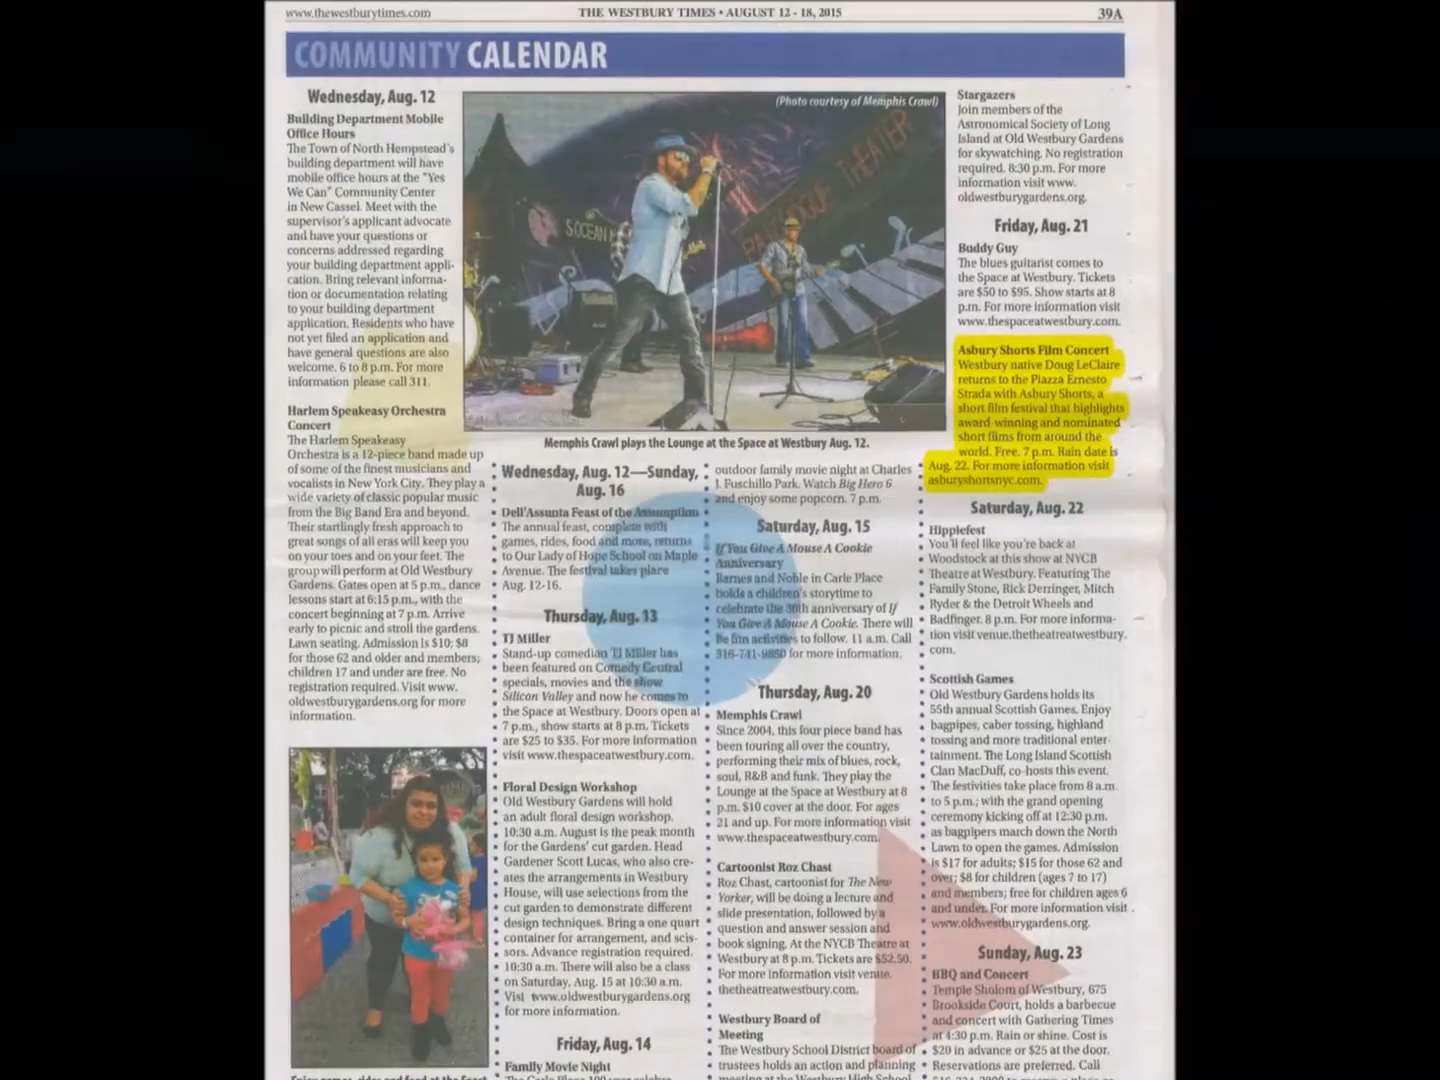 www.thewestburytimes.com
THE WESTBURY TIMES • AUGUST 12 - 18, 2015
39A
COMMUNITY CALENDAR
Wednesday, Aug. 12
Building Department Mobile
Office Hours
The Town of North Hempstead's
building department will have
mobile office hours at the "Yes
We Can" Community Center
in New Cassel. Meet with the
supervisor's applicant advocate
and have your questions or
concerns addressed regarding
your building department appli-
cation. Bring relevant informa-
tion or documentation relating
to your building department
application. Residents who have
not yet filed an application and
have general questions are also
welcome. 6 to 8 p.m. For more
information please call 311.
Harlem Speakeasy Orchestra
Concert
The Harlem Speakeasy
Orchestra is a 12-piece band made up
of some of the finest musicians and
vocalists in New York City. They play a
wide variety of classic popular music
from the Big Band Era and beyond.
Their startlingly fresh approach to
great songs of all eras will keep you
on your toes and on your feet. The
group will perform at Old Westbury
Gardens. Gates open at 5 p.m., dance
lessons start at 6:15 p.m., with the
concert beginning at 7 p.m. Arrive
early to picnic and stroll the gardens.
Lawn seating. Admission is $10; $8
for those 62 and older and members;
children 17 and under are free. No
registration required. Visit www.
oldwestburygardens.org for more
information.
(Photo courtesy of Memphis Crawl)
PATCHOGUE THEATER
Memphis Crawl plays the Lounge at the Space at Westbury Aug. 12.
Wednesday, Aug. 12—Sunday,
Aug. 16
Dell'Assunta Feast of the Assumption
The annual feast, complete with
games, rides, food and more, returns
to Our Lady of Hope School on Maple
Avenue. The festival takes place
Aug. 12-16.
Thursday, Aug. 13
TJ Miller
Stand-up comedian TJ Miller has
been featured on Comedy Central
specials, movies and the show
Silicon Valley and now he comes to
the Space at Westbury. Doors open at
7 p.m., show starts at 8 p.m. Tickets
are $25 to $35. For more information
visit www.thespaceatwestbury.com.
Floral Design Workshop
Old Westbury Gardens will hold
an adult floral design workshop.
10:30 a.m. August is the peak month
for the Gardens' cut garden. Head
Gardener Scott Lucas, who also cre-
ates the arrangements in Westbury
House, will use selections from the
cut garden to demonstrate different
design techniques. Bring a one quart
container for arrangement, and scis-
sors. Advance registration required.
10:30 a.m. There will also be a class
on Saturday, Aug. 15 at 10:30 a.m.
Visi www.oldwestburygardens.org
for more information.
Friday, Aug. 14
Family Movie Night
outdoor family movie night at Charles
J. Fuschillo Park. Watch Big Hero 6
and enjoy some popcorn. 7 p.m.
Saturday, Aug. 15
If You Give A Mouse A Cookie
Anniversary
Barnes and Noble in Carle Place
holds a children's storytime to
celebrate the 30th anniversary of If
You Give A Mouse A Cookie. There will
be fun activities to follow. 11 a.m. Call
516-741-9850 for more information.
Thursday, Aug. 20
Memphis Crawl
Since 2004, this four piece band has
been touring all over the country,
performing their mix of blues, rock,
soul, R&B and funk. They play the
Lounge at the Space at Westbury at 8
p.m. $10 cover at the door. For ages
21 and up. For more information visit
www.thespaceatwestbury.com.
Cartoonist Roz Chast
Roz Chast, cartoonist for The New
Yorker, will be doing a lecture and
slide presentation, followed by a
question and answer session and
book signing. At the NYCB Theatre at
Westbury at 8 p.m. Tickets are $52.50.
For more information visit venue.
thetheatreatwestbury.com.
Westbury Board of
Meeting
The Westbury School District board of
trustees holds an action and planning
Stargazers
Join members of the
Astronomical Society of Long
Island at Old Westbury Gardens
for skywatching. No registration
required. 8:30 p.m. For more
information visit www.
oldwestburygardens.org.
Friday, Aug. 21
Buddy Guy
The blues guitarist comes to
the Space at Westbury. Tickets
are $50 to $95. Show starts at 8
p.m. For more information visit
www.thespaceatwestbury.com.
Asbury Shorts Film Concert
Westbury native Doug LeClaire
returns to the Piazza Ernesto
Strada with Asbury Shorts, a
short film festival that highlights
award-winning and nominated
short films from around the
world. Free. 7 p.m. Rain date is
Aug. 22. For more information visit
asburyshortsnyc.com.
Saturday, Aug. 22
Hippiefest
You'll feel like you're back at
Woodstock at this show at NYCB
Theatre at Westbury. Featuring The
Family Stone, Rick Derringer, Mitch
Ryder & the Detroit Wheels and
Badfinger. 8 p.m. For more informa-
tion visit venue.thetheatreatwestbury.
com.
Scottish Games
Old Westbury Gardens holds its
55th annual Scottish Games. Enjoy
bagpipes, caber tossing, highland
tossing and more traditional enter-
tainment. The Long Island Scottish
Clan MacDuff, co-hosts this event.
The festivities take place from 8 a.m.
to 5 p.m.; with the grand opening
ceremony kicking off at 12:30 p.m.
as bagpipers march down the North
Lawn to open the games. Admission
is $17 for adults; $15 for those 62 and
over; $8 for children (ages 7 to 17)
and members; free for children ages 6
and under. For more information visit
www.oldwestburygardens.org.
Sunday, Aug. 23
BBQ and Concert
Temple Sholom of Westbury, 675
Brookside Court, holds a barbecue
and concert with Gathering Times
at 4:30 p.m. Rain or shine. Cost is
$20 in advance or $25 at the door.
Reservations are preferred. Call